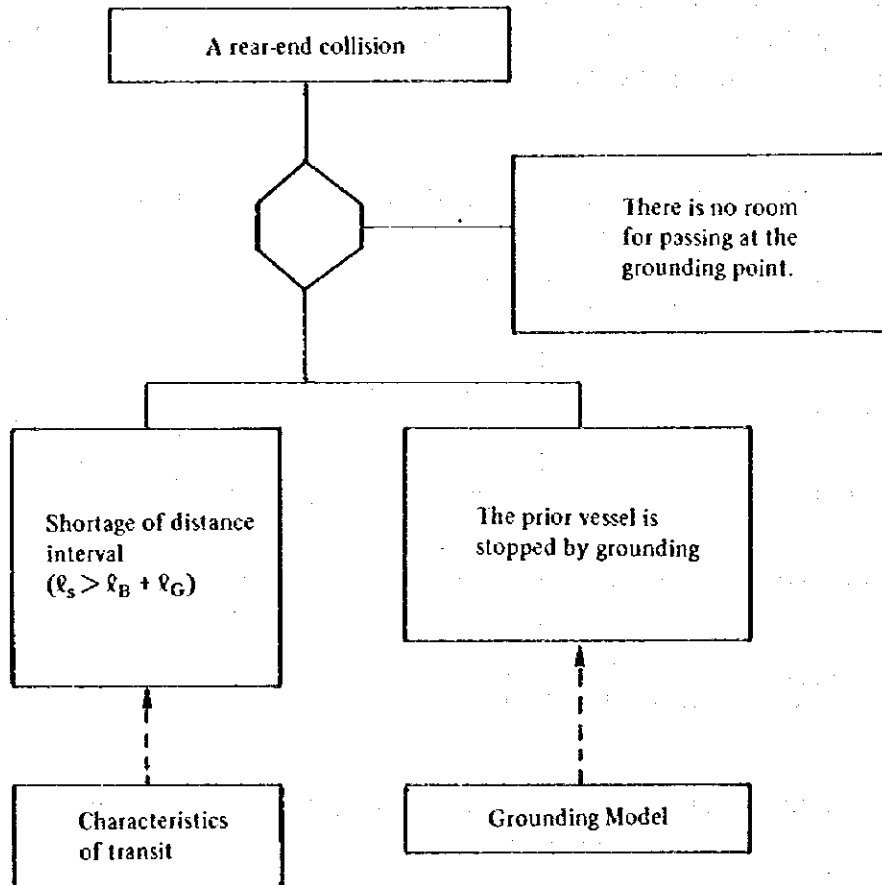 A rear-end collision
There is no room
for passing at the
grounding point.
Shortage of distance
interval
(ℓs > ℓB + ℓG)
The prior vessel is
stopped by grounding
Characteristics
of transit
Grounding Model